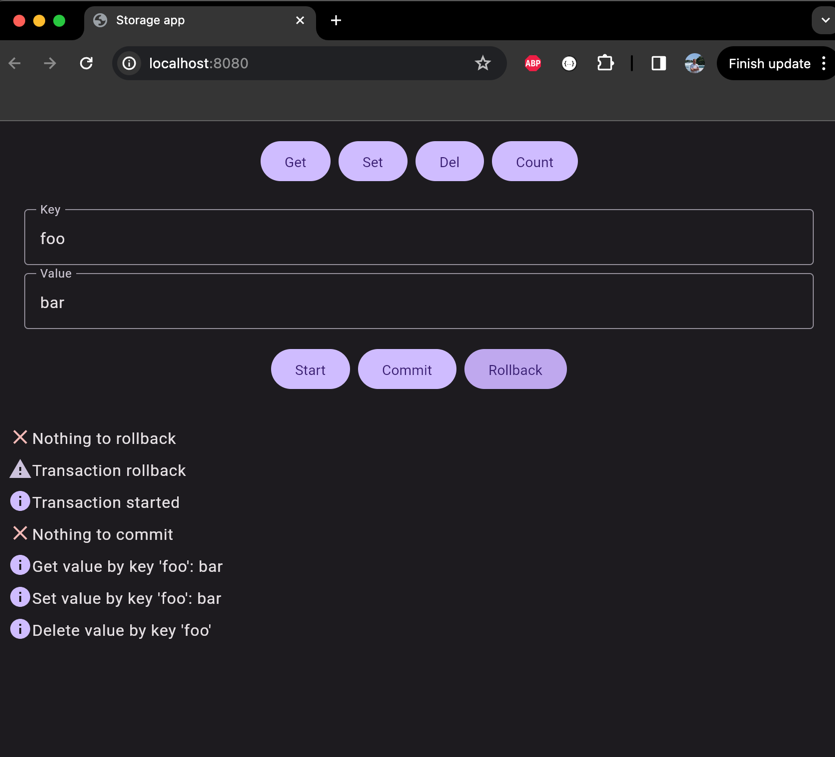 Storage app
localhost:8080
ABP
Finish update
Get Set Del Count
Key
foo
Value
bar
Start Commit Rollback
Nothing to rollback
Transaction rollback
Transaction started
Nothing to commit
Get value by key 'foo': bar
Set value by key 'foo': bar
Delete value by key 'foo'